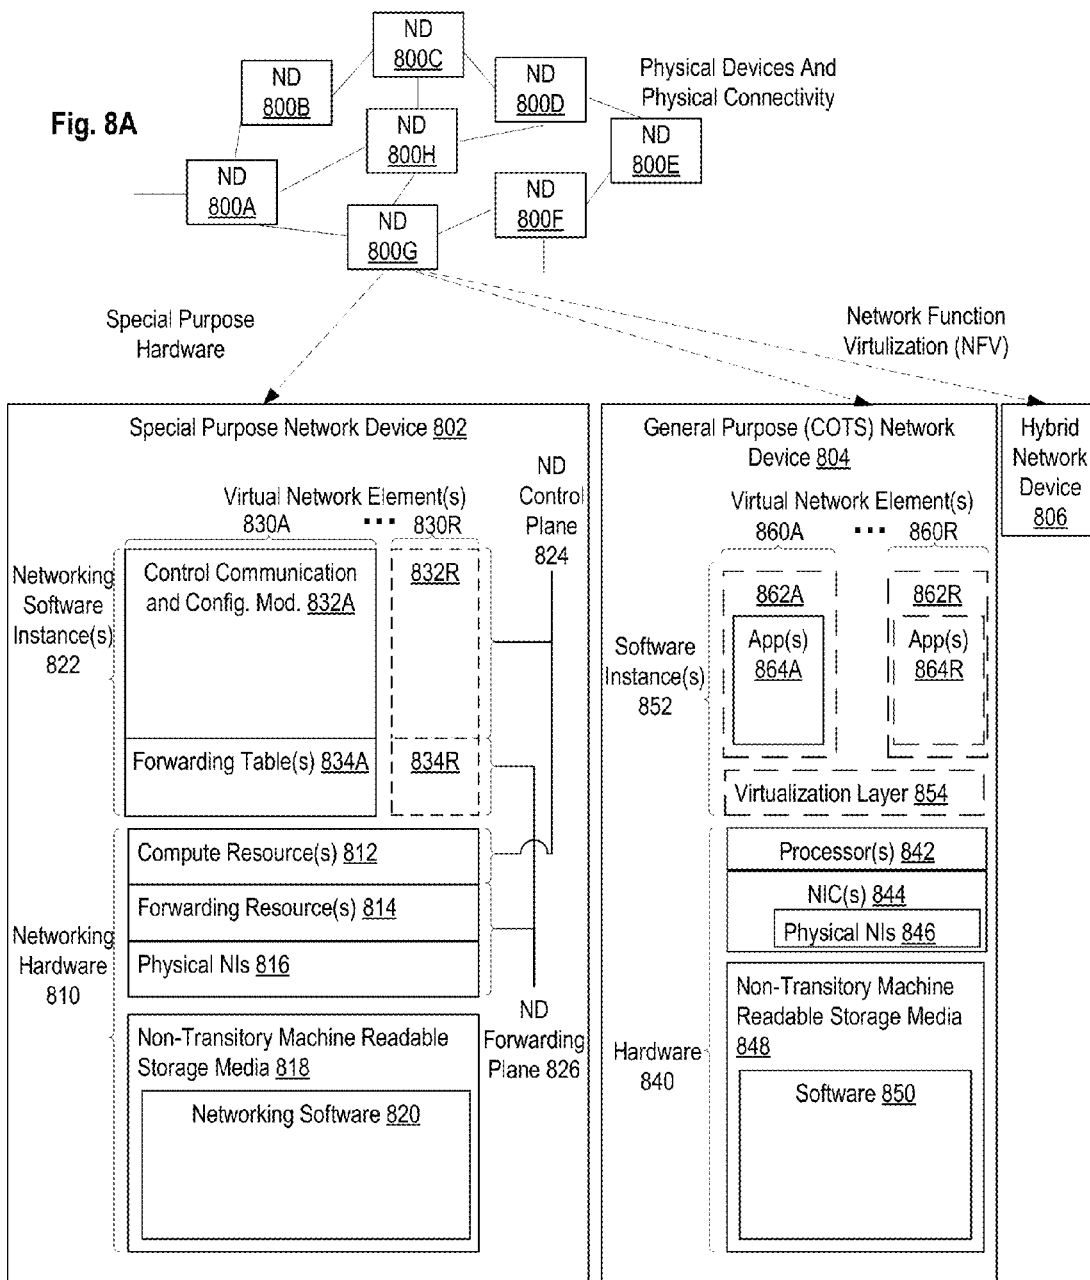 Fig. 8A
ND
800C
ND
800B
ND
800D
Physical Devices And
Physical Connectivity
ND
800H
ND
800E
ND
800A
ND
800F
ND
800G
Special Purpose
Hardware
Network Function
Virtulization (NFV)
Special Purpose Network Device 802
ND
Control
Plane
824
Virtual Network Element(s)
830A ... 830R
Networking
Software
Instance(s)
822
Control Communication
and Config. Mod. 832A
832R
Forwarding Table(s) 834A
834R
Networking
Hardware
810
Compute Resource(s) 812
Forwarding Resource(s) 814
Physical NIs 816
ND
Forwarding
Plane 826
Non-Transitory Machine Readable
Storage Media 818
Networking Software 820
General Purpose (COTS) Network
Device 804
Virtual Network Element(s)
860A ... 860R
Software
Instance(s)
852
862A
862R
App(s)
864A
App(s)
864R
Virtualization Layer 854
Hardware
840
Processor(s) 842
NIC(s) 844
Physical NIs 846
Non-Transitory Machine
Readable Storage Media
848
Software 850
Hybrid
Network
Device
806